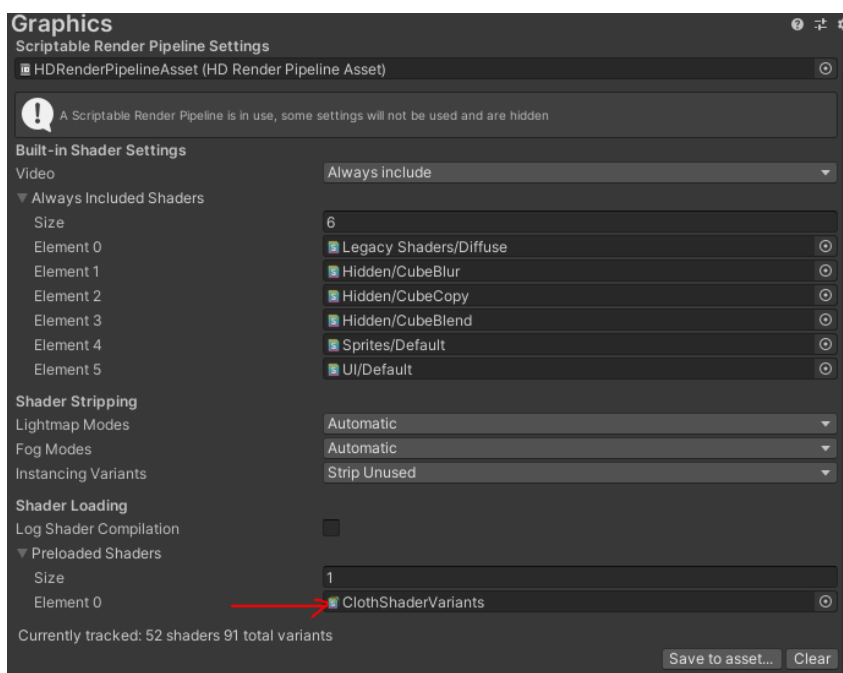 Graphics
Scriptable Render Pipeline Settings
HDRenderPipelineAsset (HD Render Pipeline Asset)
A Scriptable Render Pipeline is in use, some settings will not be used and are hidden
Built-in Shader Settings
Video Always include
Always Included Shaders
Size 6
Element 0 Legacy Shaders/Diffuse
Element 1 Hidden/CubeBlur
Element 2 Hidden/CubeCopy
Element 3 Hidden/CubeBlend
Element 4 Sprites/Default
Element 5 UI/Default
Shader Stripping
Lightmap Modes Automatic
Fog Modes Automatic
Instancing Variants Strip Unused
Shader Loading
Log Shader Compilation
Preloaded Shaders
Size 1
Element 0 ClothShaderVariants
Currently tracked: 52 shaders 91 total variants
Save to asset... Clear